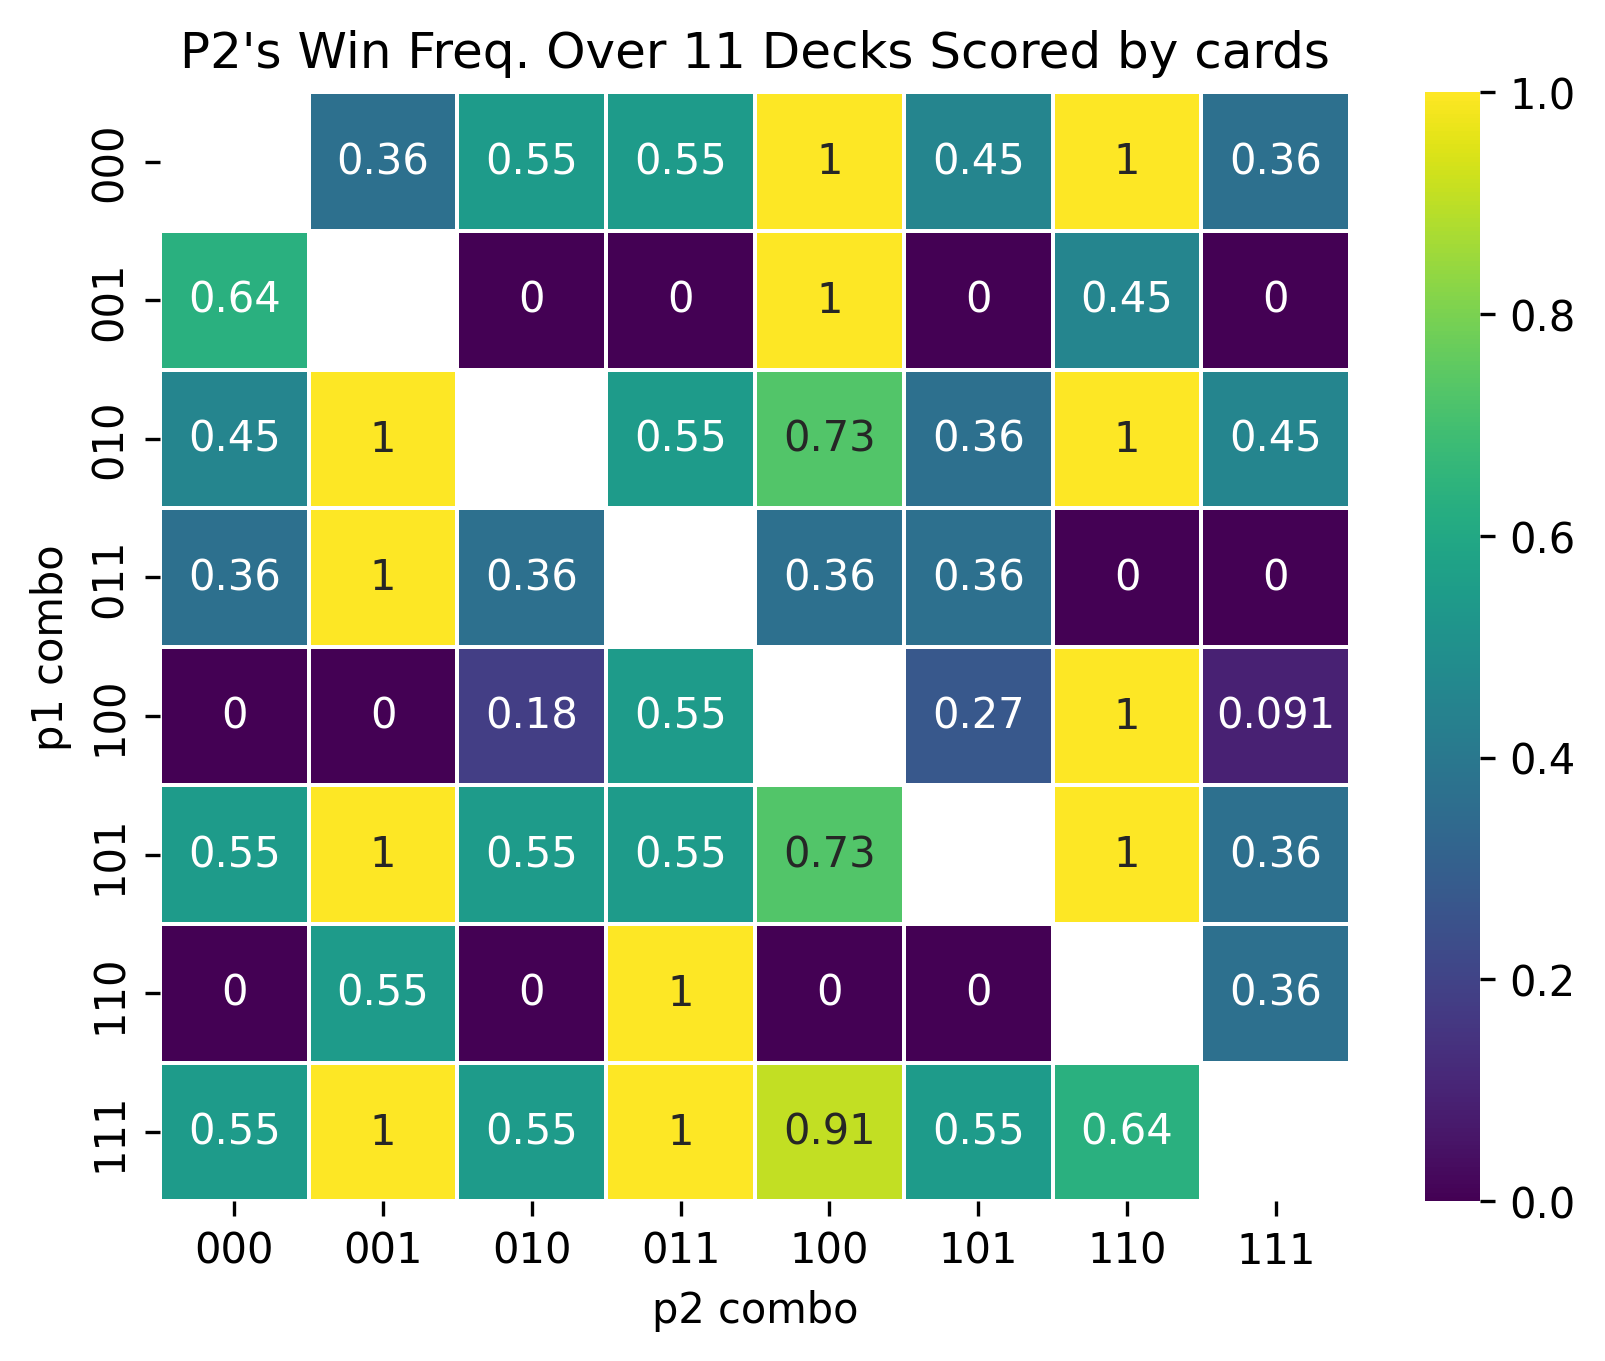 P2's Win Freq. Over 11 Decks Scored by cards
000 0.36 0.55 0.55 1 0.45 1 0.36
001 0.64 0 0 1 0 0.45 0
010 0.45 1 0.55 0.73 0.36 1 0.45
011 0.36 1 0.36 0.36 0.36 0 0
100 0 0 0.18 0.55 0.27 1 0.091
101 0.55 1 0.55 0.55 0.73 1 0.36
110 0 0.55 0 1 0 0 0.36
111 0.55 1 0.55 1 0.91 0.55 0.64
000 001 010 011 100 101 110 111
p2 combo
p1 combo
1.0
0.8
0.6
0.4
0.2
0.0